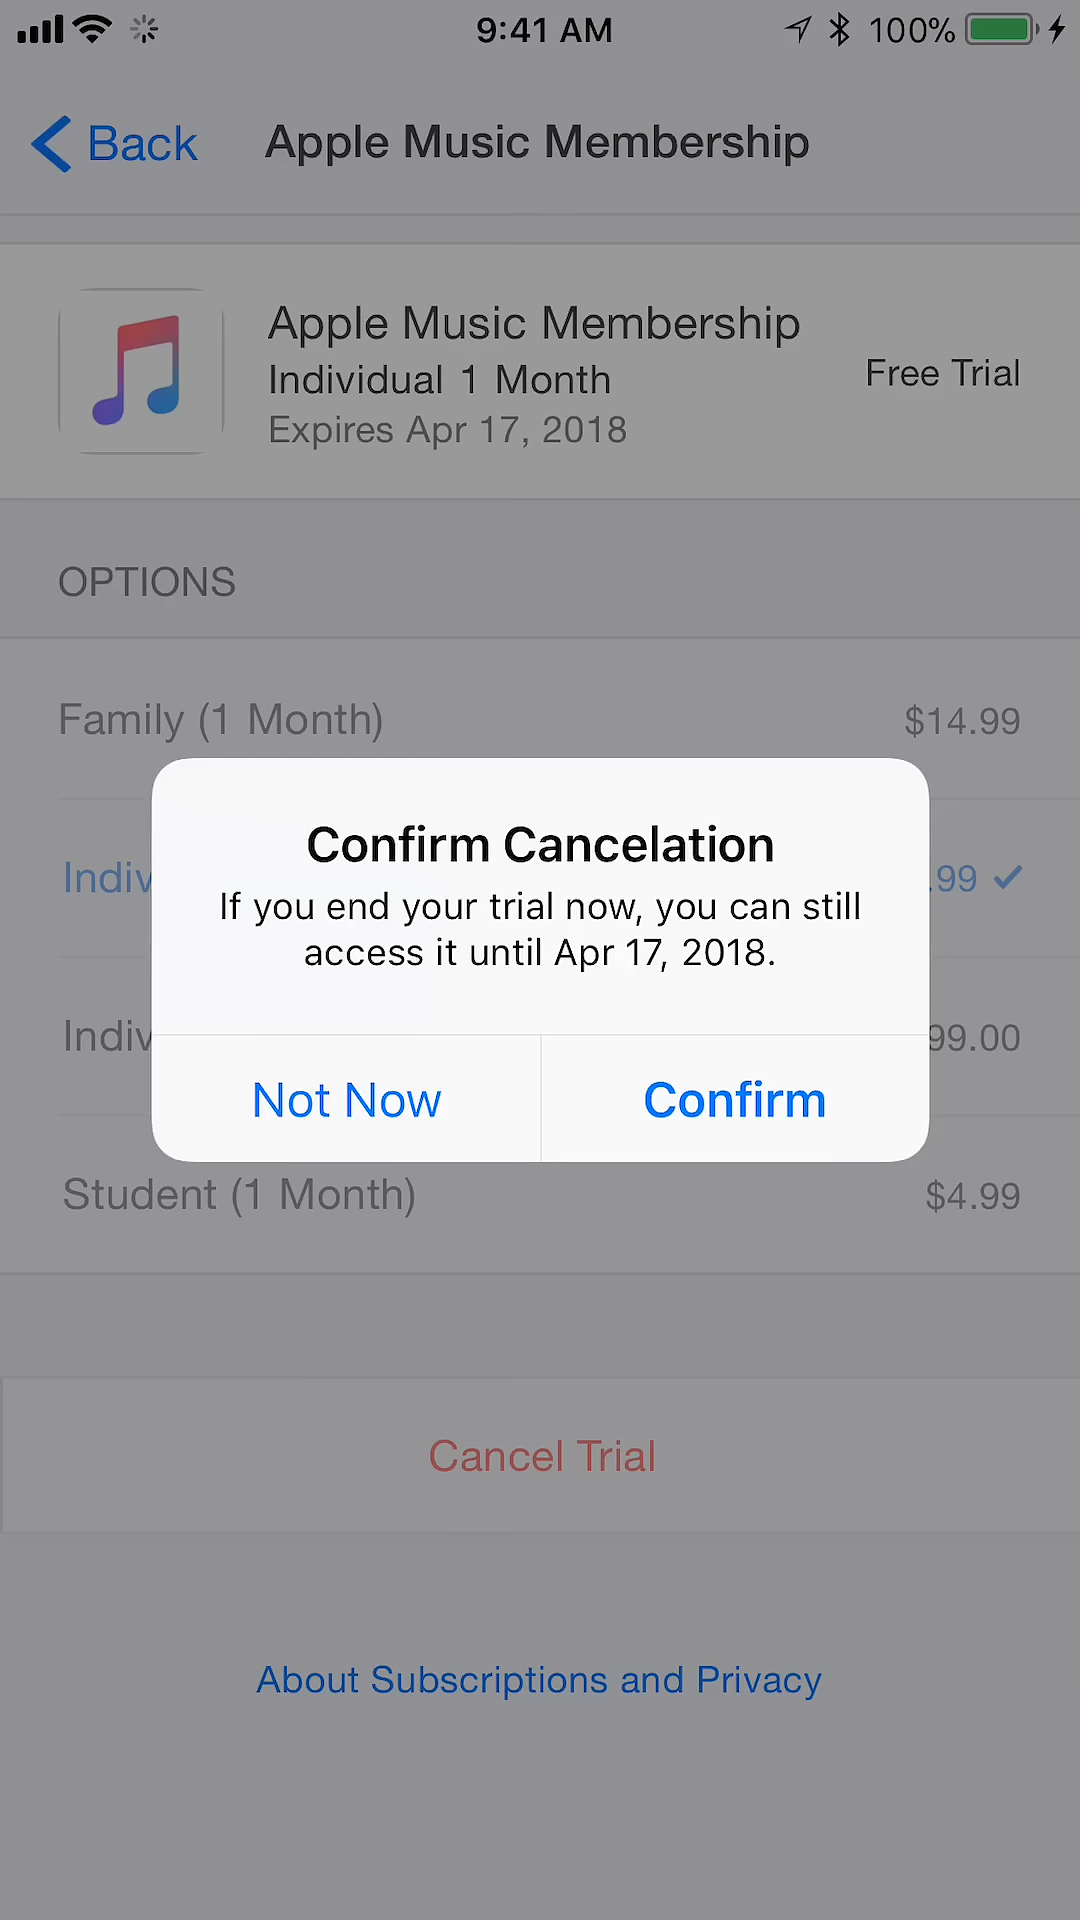 9:41 AM 100%
Back Apple Music Membership
Apple Music Membership
Individual 1 Month
Free Trial
Expires Apr 17, 2018
OPTIONS
Family (1 Month) $14.99
Confirm Cancelation
If you end your trial now, you can still
access it until Apr 17, 2018.
Indiv .99
Indiv 99.00
Not Now Confirm
Student (1 Month) $4.99
Cancel Trial
About Subscriptions and Privacy